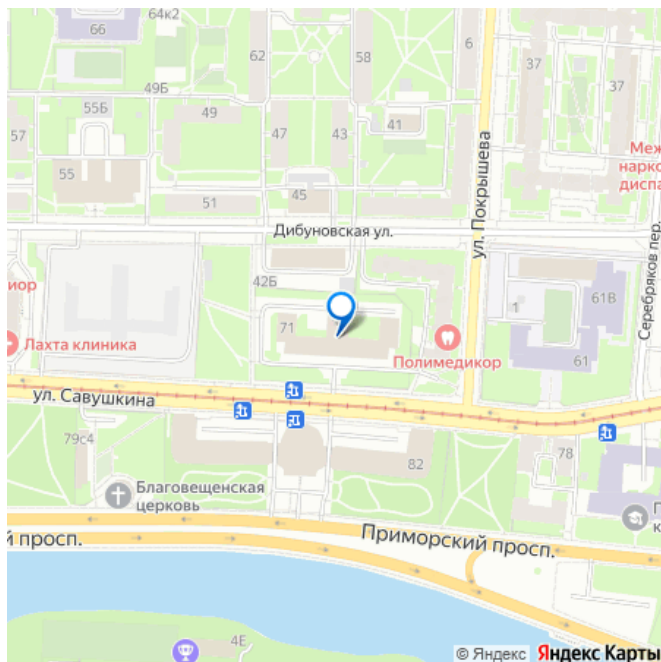 64к2
66
62
58
6
37
37
49Б
55Б
49
47
43
41
57
55
45
51
Меж
нарко
диспа
ул. Покрышева
Дибуновская ул.
Серебряков пер.
42Б
1
61В
иор
71
Лахта клиника
Полимедикор
61
ул. Савушкина
79с4
82
78
Благовещенская
церковь
П
к
й просп.
Приморский просп.
4Е
© Яндекс
Яндекс Карты